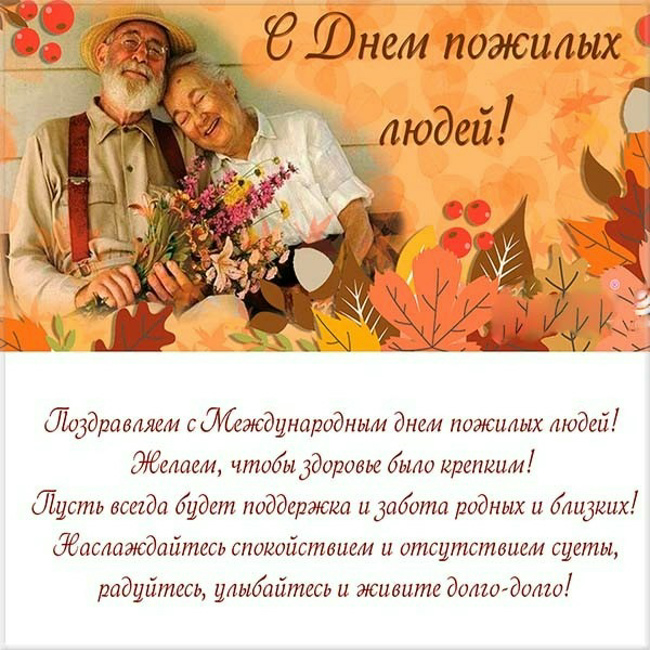 С Днем пожилых
людей!
Поздравляем с Международным днем пожилых людей!
Желаем, чтобы здоровье было крепким!
Пусть всегда будет поддержка и забота родных и близких!
Наслаждайтесь спокойствием и отсутствием суеты,
радуйтесь, улыбайтесь и живите долго-долго!